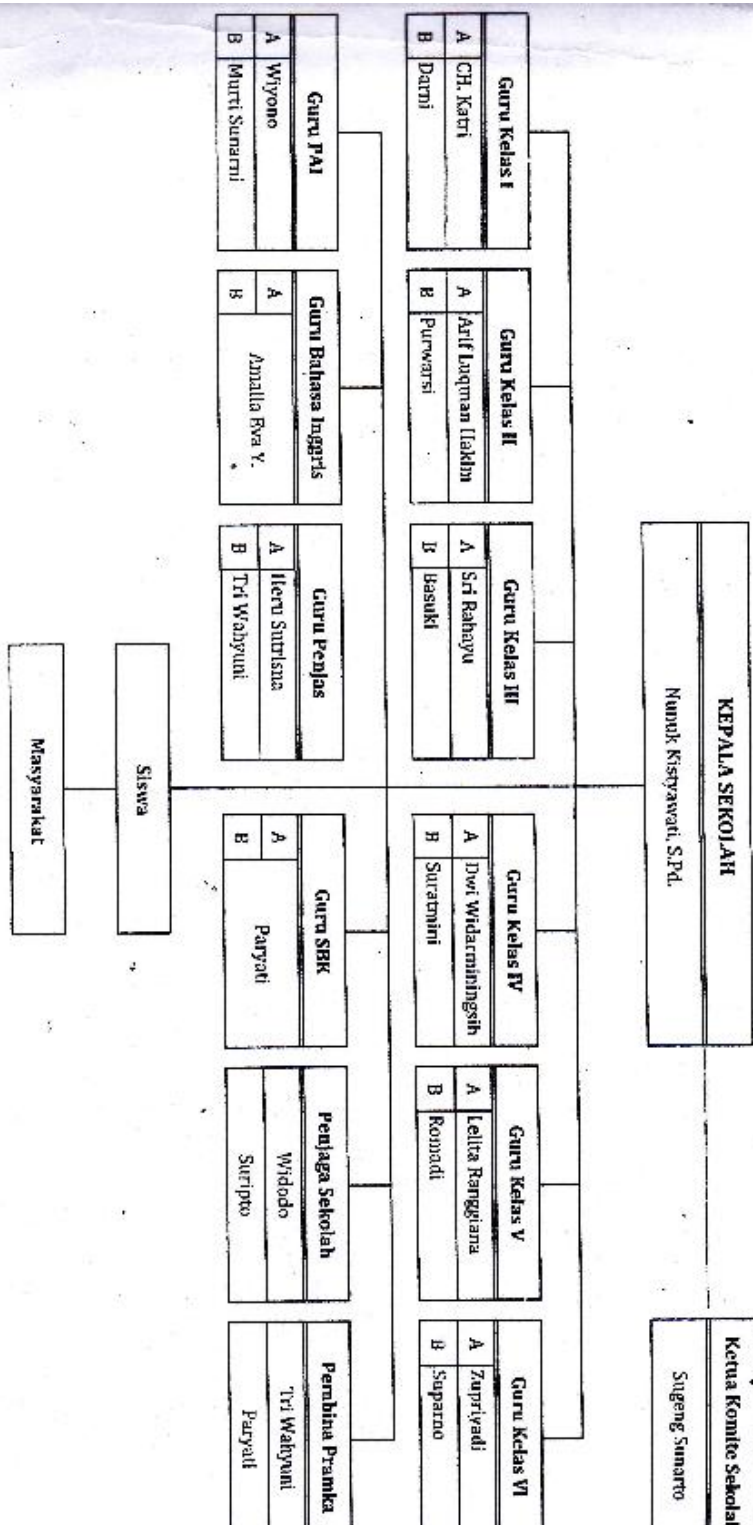 KEPALA SEKOLAH
Nunuk Kistyawati, S.Pd.
Ketua Komite Sekolah
Sugeng Sunarto
Guru Kelas I
A CH. Katri
B Darni
Guru Kelas II
A Arif Luqman Hakim
B Purwarsi
Guru Kelas III
A Sri Rahayu
B Basuki
Guru Kelas IV
A Dwi Widarminingsih
B Suratmini
Guru Kelas V
A Lelita Ranggiana
B Romadi
Guru Kelas VI
A Zupriyadi
B Suparno
Guru PAI
A Wiyono
B Murti Sunarni
Guru Bahasa Inggris
A
B
Amalia Eva Y.
Guru Penjas
A Heru Sutrisna
B Tri Wahyuni
Guru SBK
A
B
Paryati
Penjaga Sekolah
Widodo
Suripto
Pembina Pramka
Tri Wahyuni
Paryati
Siswa
Masyarakat